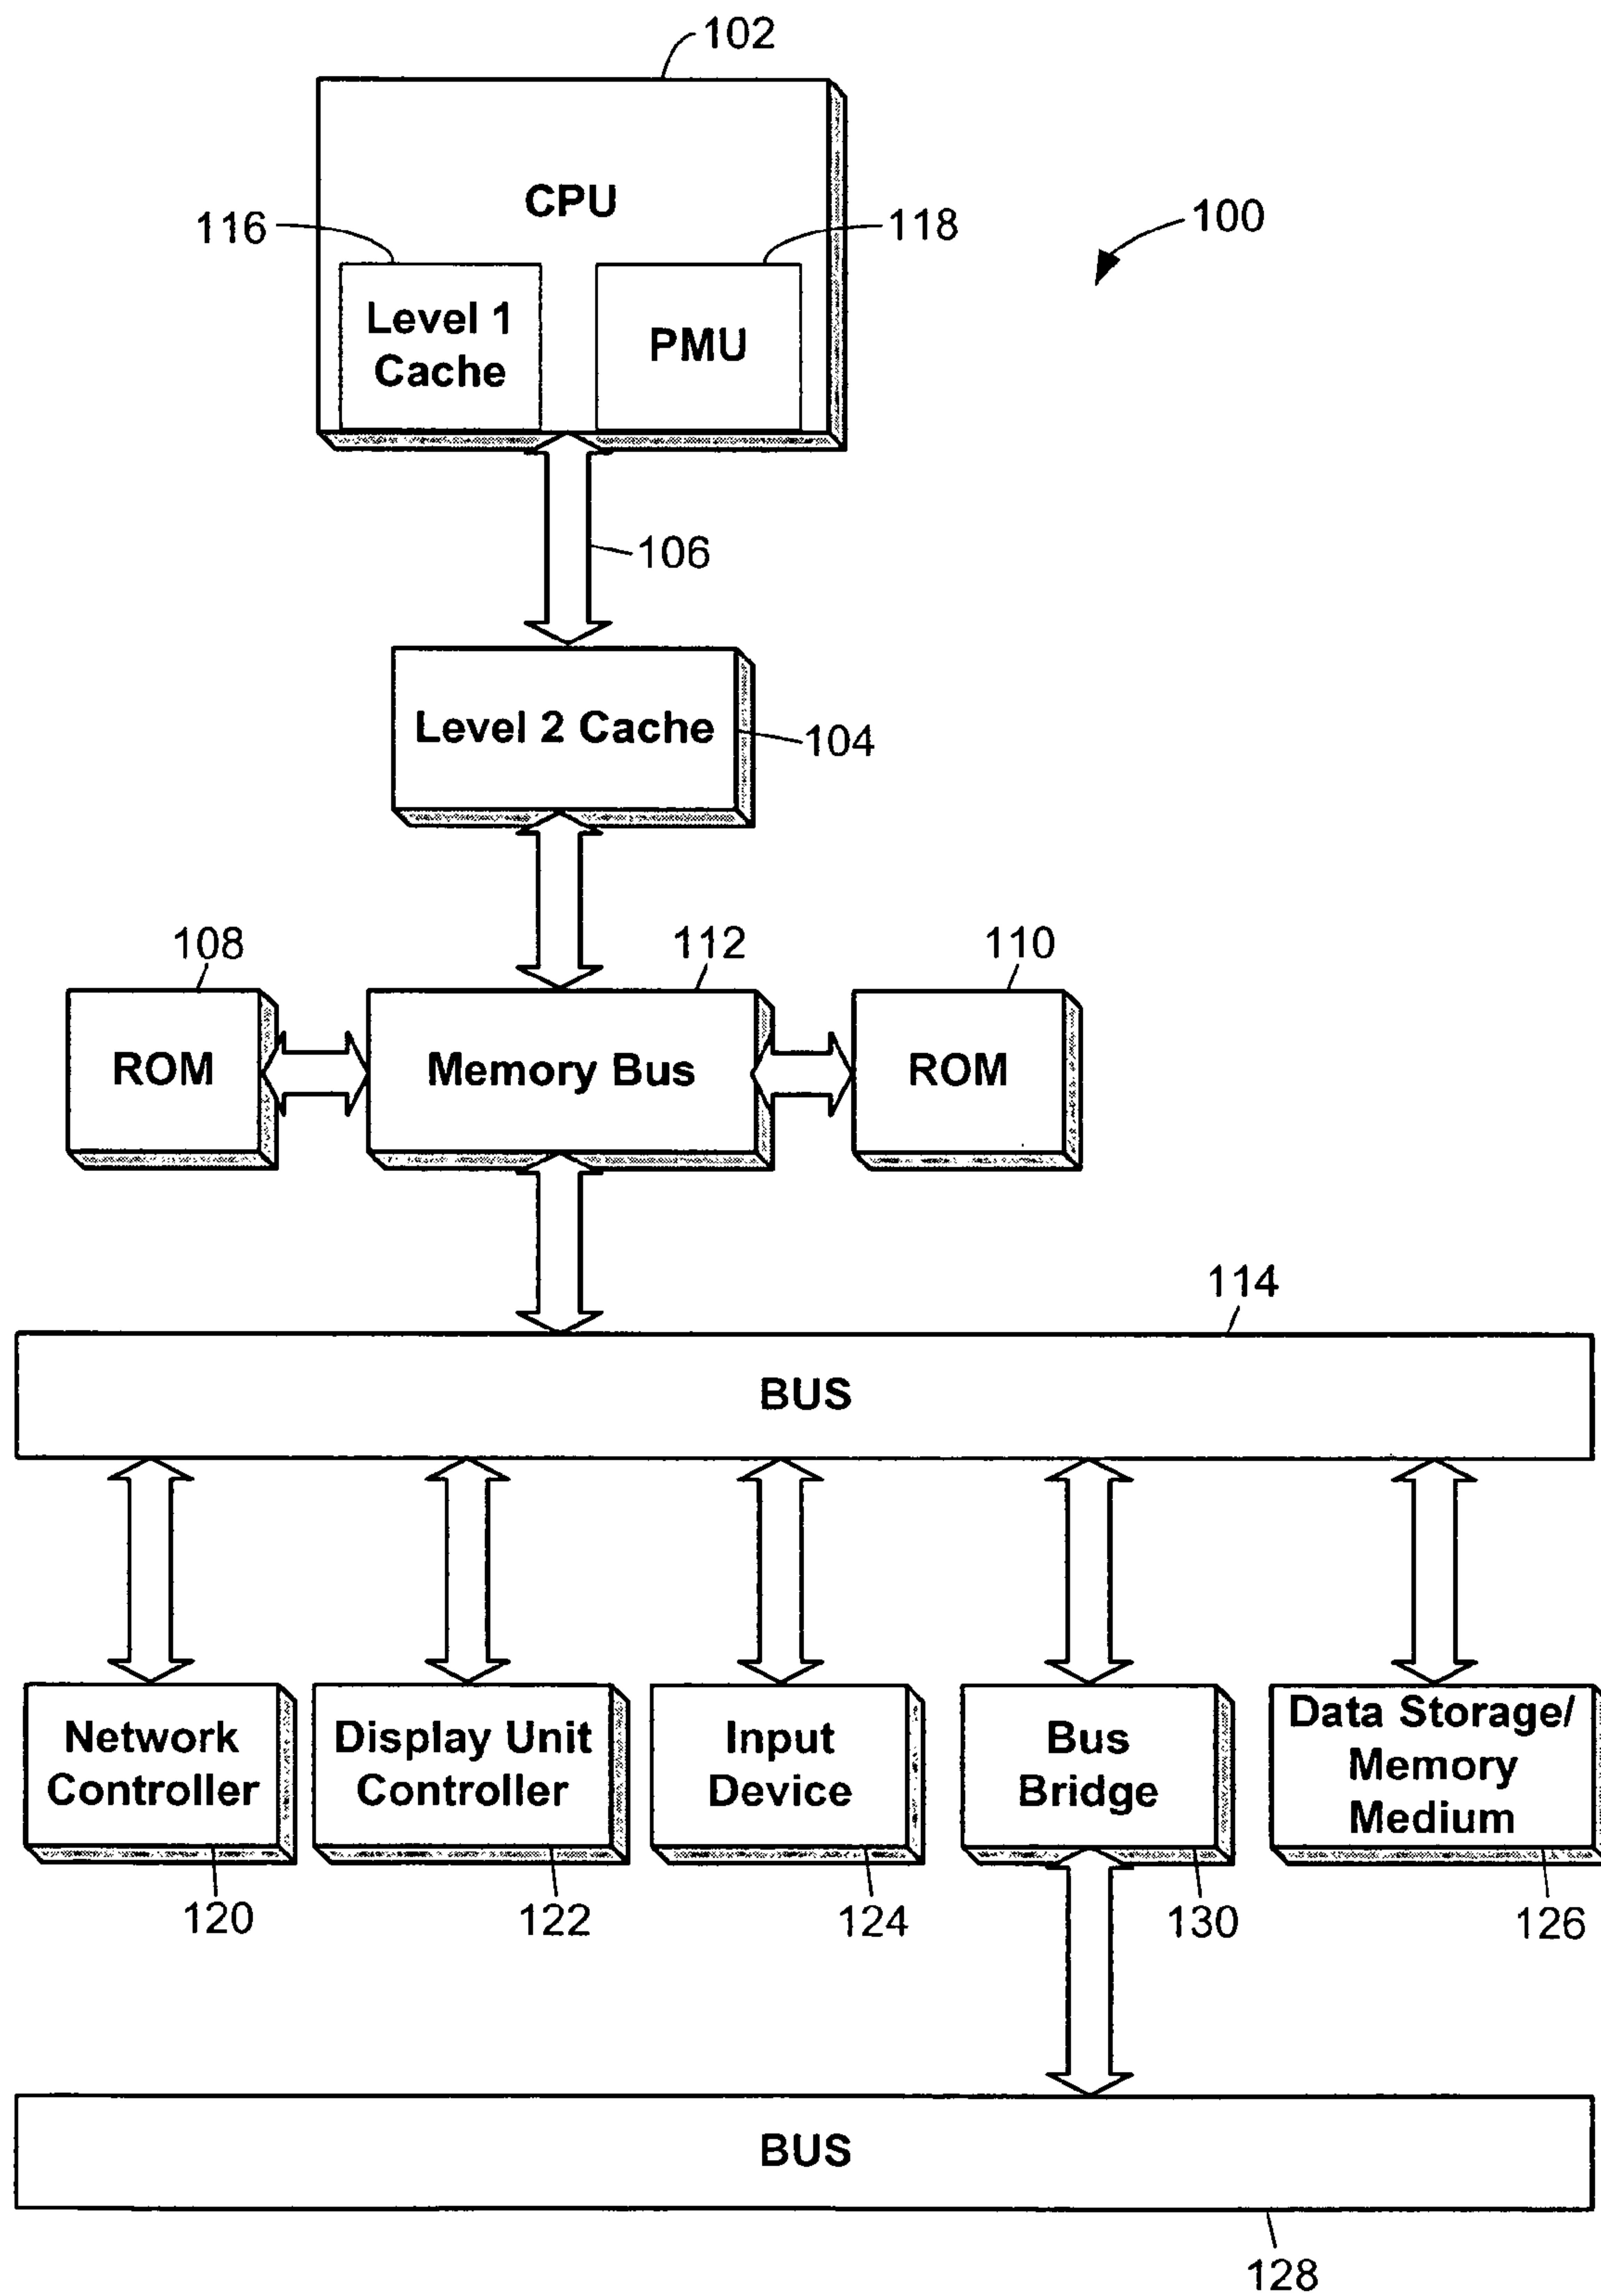 102
CPU
116
118
100
Level 1
Cache
PMU
106
Level 2 Cache
104
108
112
110
ROM
Memory Bus
ROM
114
BUS
Network
Controller
Display Unit
Controller
Input
Device
Bus
Bridge
Data Storage/
Memory
Medium
120
122
124
130
126
BUS
128